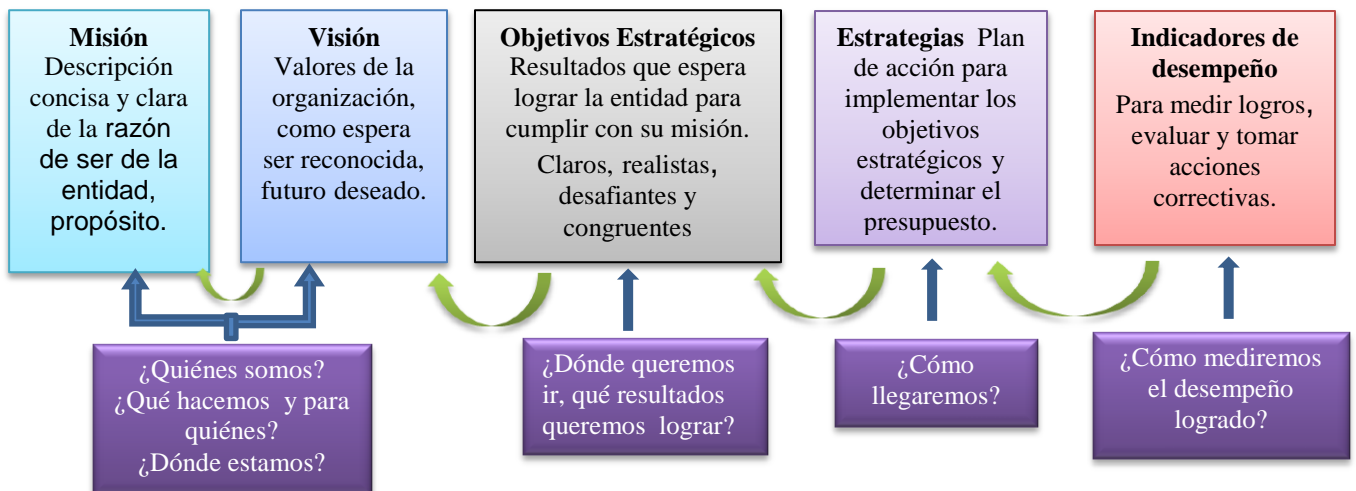 Misión
Descripción
concisa y clara
de la razón
de ser de la
entidad,
propósito.
Visión
Valores de la
organización,
como espera
ser reconocida,
futuro deseado.
Objetivos Estratégicos
Resultados que espera
lograr la entidad para
cumplir con su misión.
Claros, realistas,
desafiantes y
congruentes
Estrategias Plan
de acción para
implementar los
objetivos
estratégicos y
determinar el
presupuesto.
Indicadores de
desempeño
Para medir logros,
evaluar y tomar
acciones
correctivas.
¿Quiénes somos?
¿Qué hacemos y para
quiénes?
¿Dónde estamos?
¿Dónde queremos
ir, qué resultados
queremos lograr?
¿Cómo
llegaremos?
¿Cómo mediremos
el desempeño
logrado?